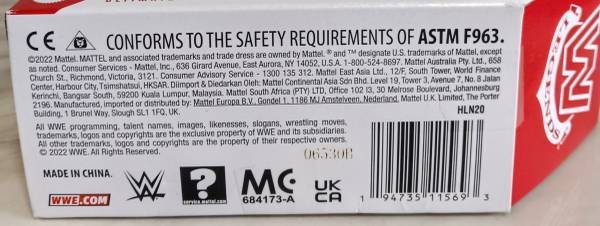 CE CONFORMS TO THE SAFETY REQUIREMENTS OF ASTM F963.
©2022 Mattel. MATTEL and associated trademarks and trade dress are owned by Mattel. ® and ™ designate U.S. trademarks of Mattel, except
as noted. Consumer Services - Mattel, Inc., 636 Girard Avenue, East Aurora, NY 14052, U.S.A. 1-800-524-8697. Mattel Australia Pty. Ltd., 658
Church St., Richmond, Victoria, 3121. Consumer Advisory Service - 1300 135 312. Mattel East Asia Ltd., 12/F, South Tower, World Finance
Center, Harbour City, Tsimshatsui, HKSAR. Diimport & Diedarkan Oleh: Mattel Continental Asia Sdn Bhd. Level 19, Tower 3, Avenue 7, No. 8 Jalan
Kerinchi, Bangsar South, 59200 Kuala Lumpur, Malaysia. Mattel South Africa (PTY) LTD, Office 102 I3, 30 Melrose Boulevard, Johannesburg
2196. Manufactured, imported or distributed by: Mattel Europa B.V., Gondel 1, 1186 MJ Amstelveen, Nederland. Mattel U.K. Limited, The Porter
Building, 1 Brunel Way, Slough SL1 1FQ, UK.
HLN20
All WWE programming, talent names, images, likenesses, slogans, wrestling moves,
trademarks, logos and copyrights are the exclusive property of WWE and its subsidiaries.
All other trademarks, logos and copyrights are the property of their respective owners.
© 2022 WWE. All Rights Reserved.
06530B
MADE IN CHINA.
WWE.COM
W
?
service.mattel.com
MC
684173-A
UK
CA
1 94735 11569 3
LEGENDS